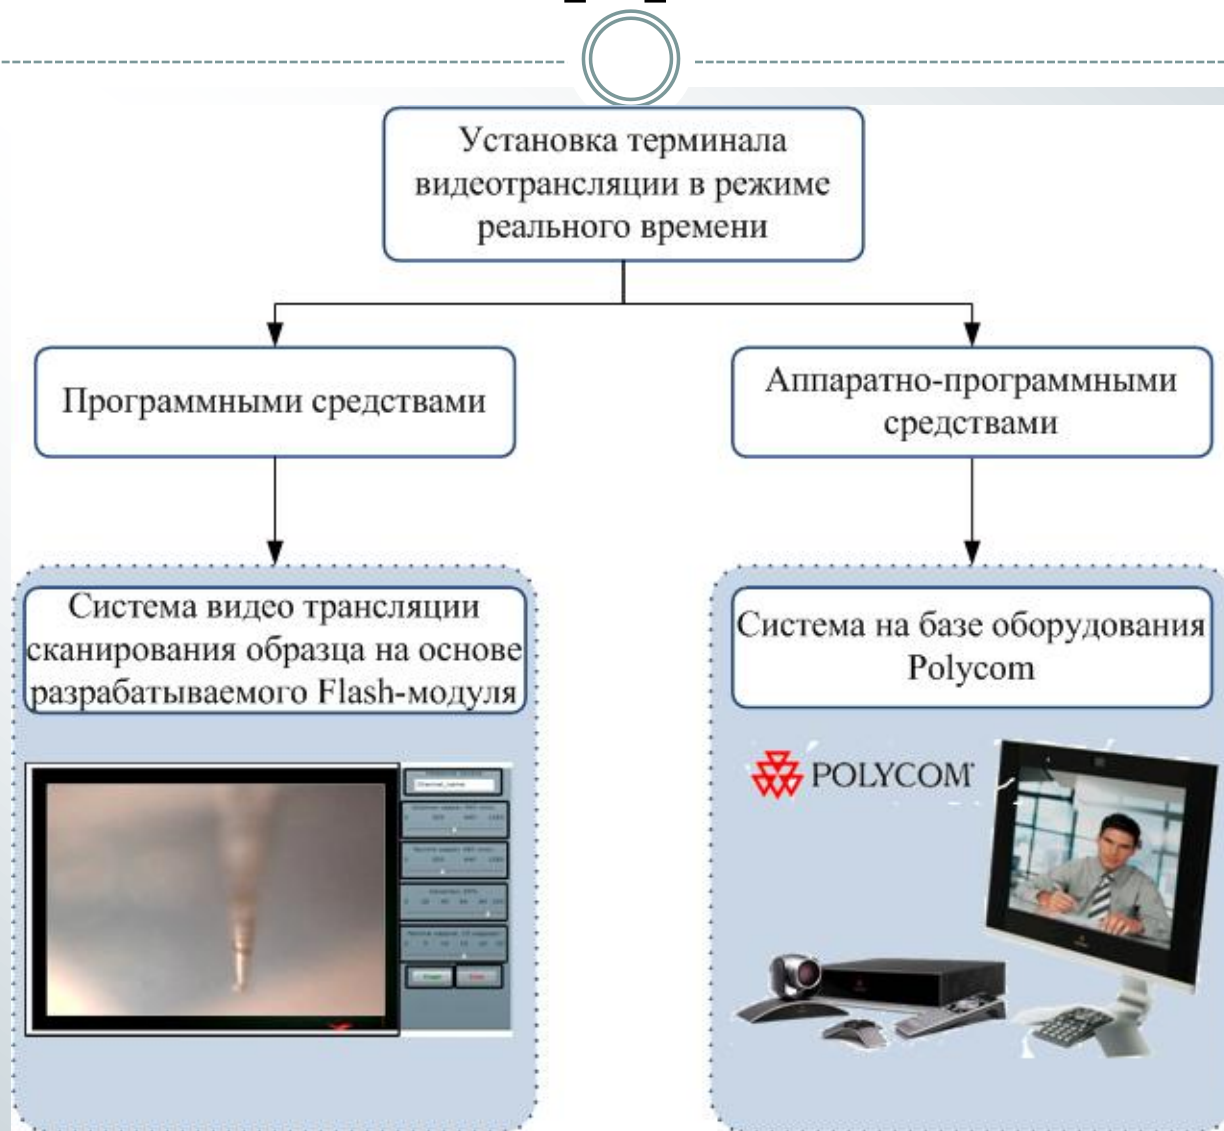 Установка терминала
видеотрансляции в режиме
реального времени
Программными средствами
Аппаратно-программными
средствами
Система видео трансляции
сканирования образца на основе
разрабатываемого Flash-модуля
Система на базе оборудования
Polycom
POLYCOM
Channel_name